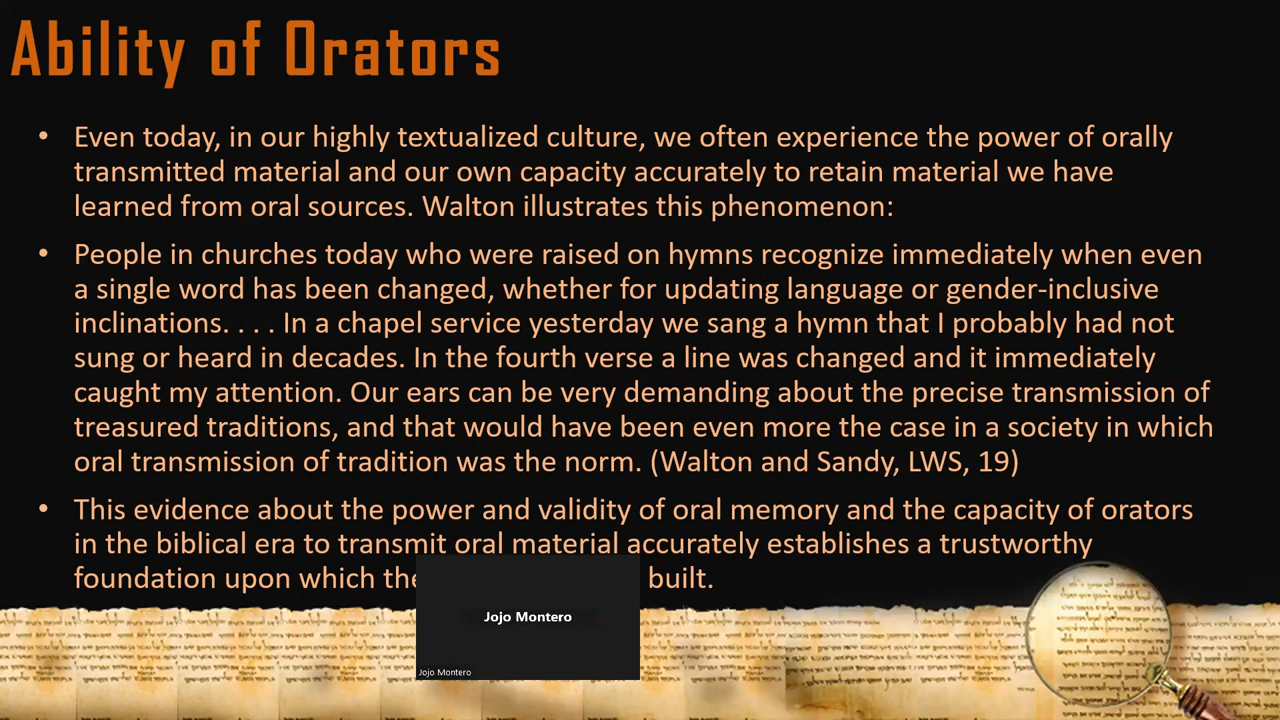 Ability of Orators
• Even today, in our highly textualized culture, we often experience the power of orally
transmitted material and our own capacity accurately to retain material we have
learned from oral sources. Walton illustrates this phenomenon:
• People in churches today who were raised on hymns recognize immediately when even
a single word has been changed, whether for updating language or gender-inclusive
inclinations. . . . In a chapel service yesterday we sang a hymn that I probably had not
sung or heard in decades. In the fourth verse a line was changed and it immediately
caught my attention. Our ears can be very demanding about the precise transmission of
treasured traditions, and that would have been even more the case in a society in which
oral transmission of tradition was the norm. (Walton and Sandy, LWS, 19)
• This evidence about the power and validity of oral memory and the capacity of orators
in the biblical era to transmit oral material accurately establishes a trustworthy
foundation upon which built.
Jojo Montero
Jojo Montero